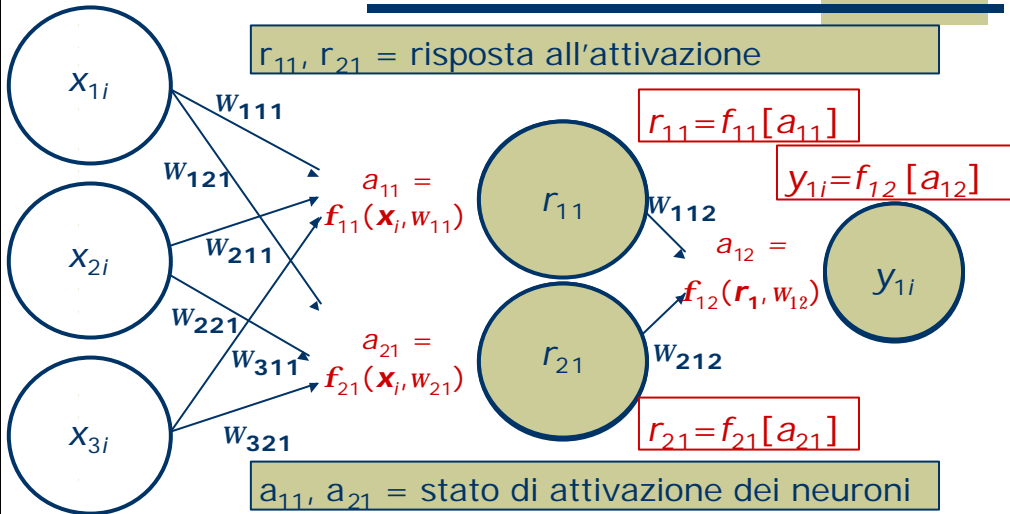 r₁₁, r₂₁ = risposta all'attivazione
x₁ᵢ
w₁₁₁
r₁₁=f₁₁[a₁₁]
w₁₂₁
a₁₁ =
f₁₁(xᵢ,w₁₁)
r₁₁
w₁₁₂
y₁ᵢ=f₁₂ [a₁₂]
x₂ᵢ
w₂₁₁
a₁₂ =
f₁₂(r₁,w₁₂)
y₁ᵢ
w₂₂₁
w₃₁₁
a₂₁ =
f₂₁(xᵢ,w₂₁)
r₂₁
w₂₁₂
x₃ᵢ
w₃₂₁
r₂₁=f₂₁[a₂₁]
a₁₁, a₂₁ = stato di attivazione dei neuroni